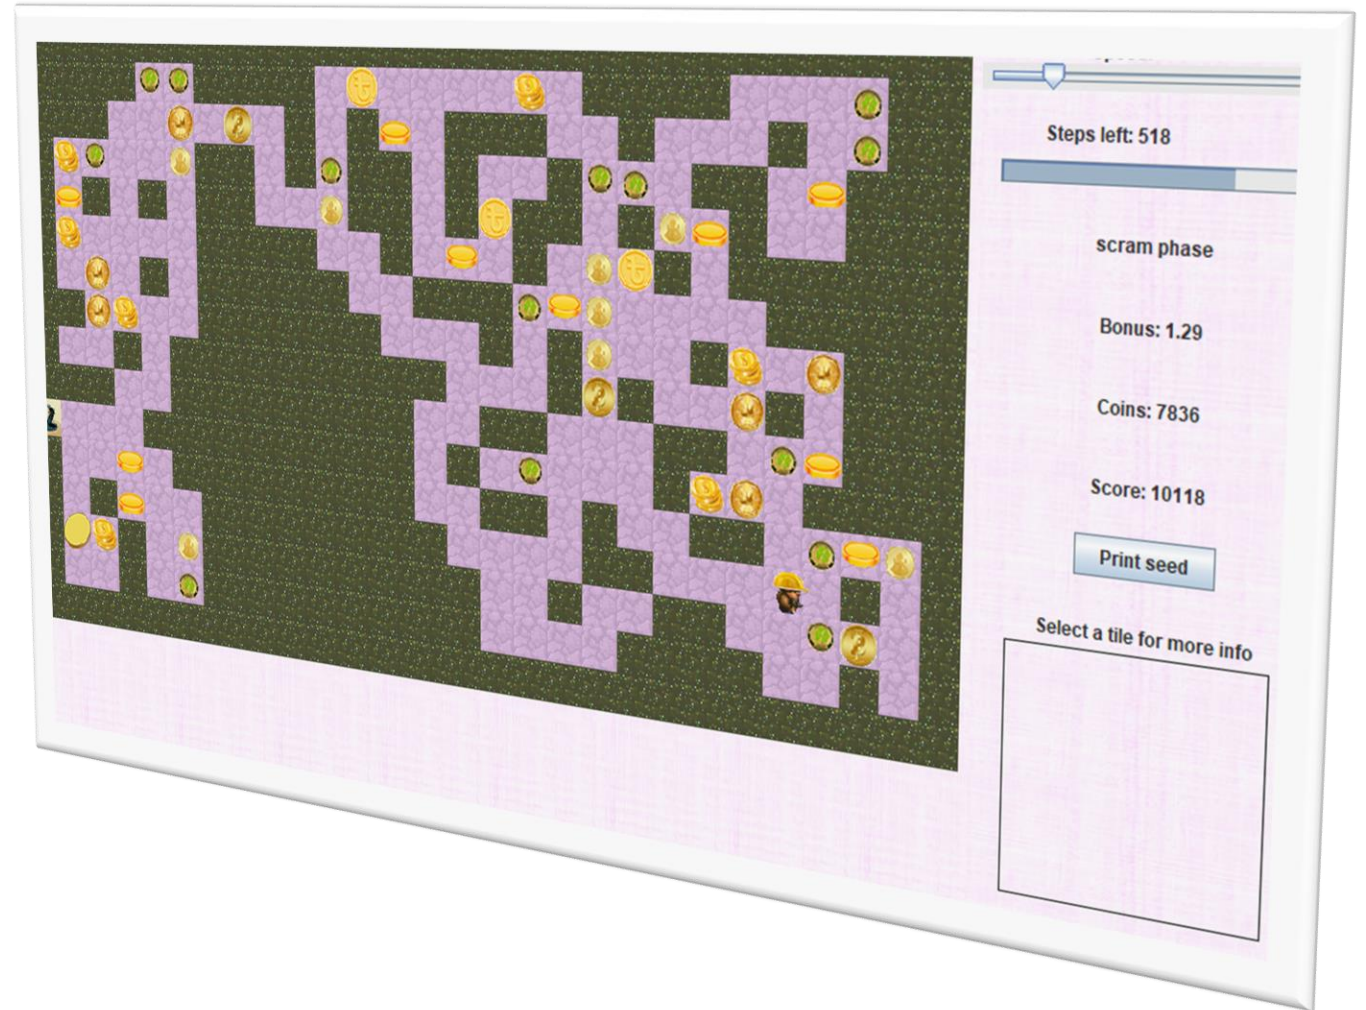 Steps left: 518
scram phase
Bonus: 1.29
Coins: 7836
Score: 10118
Print seed
Select a tile for more info